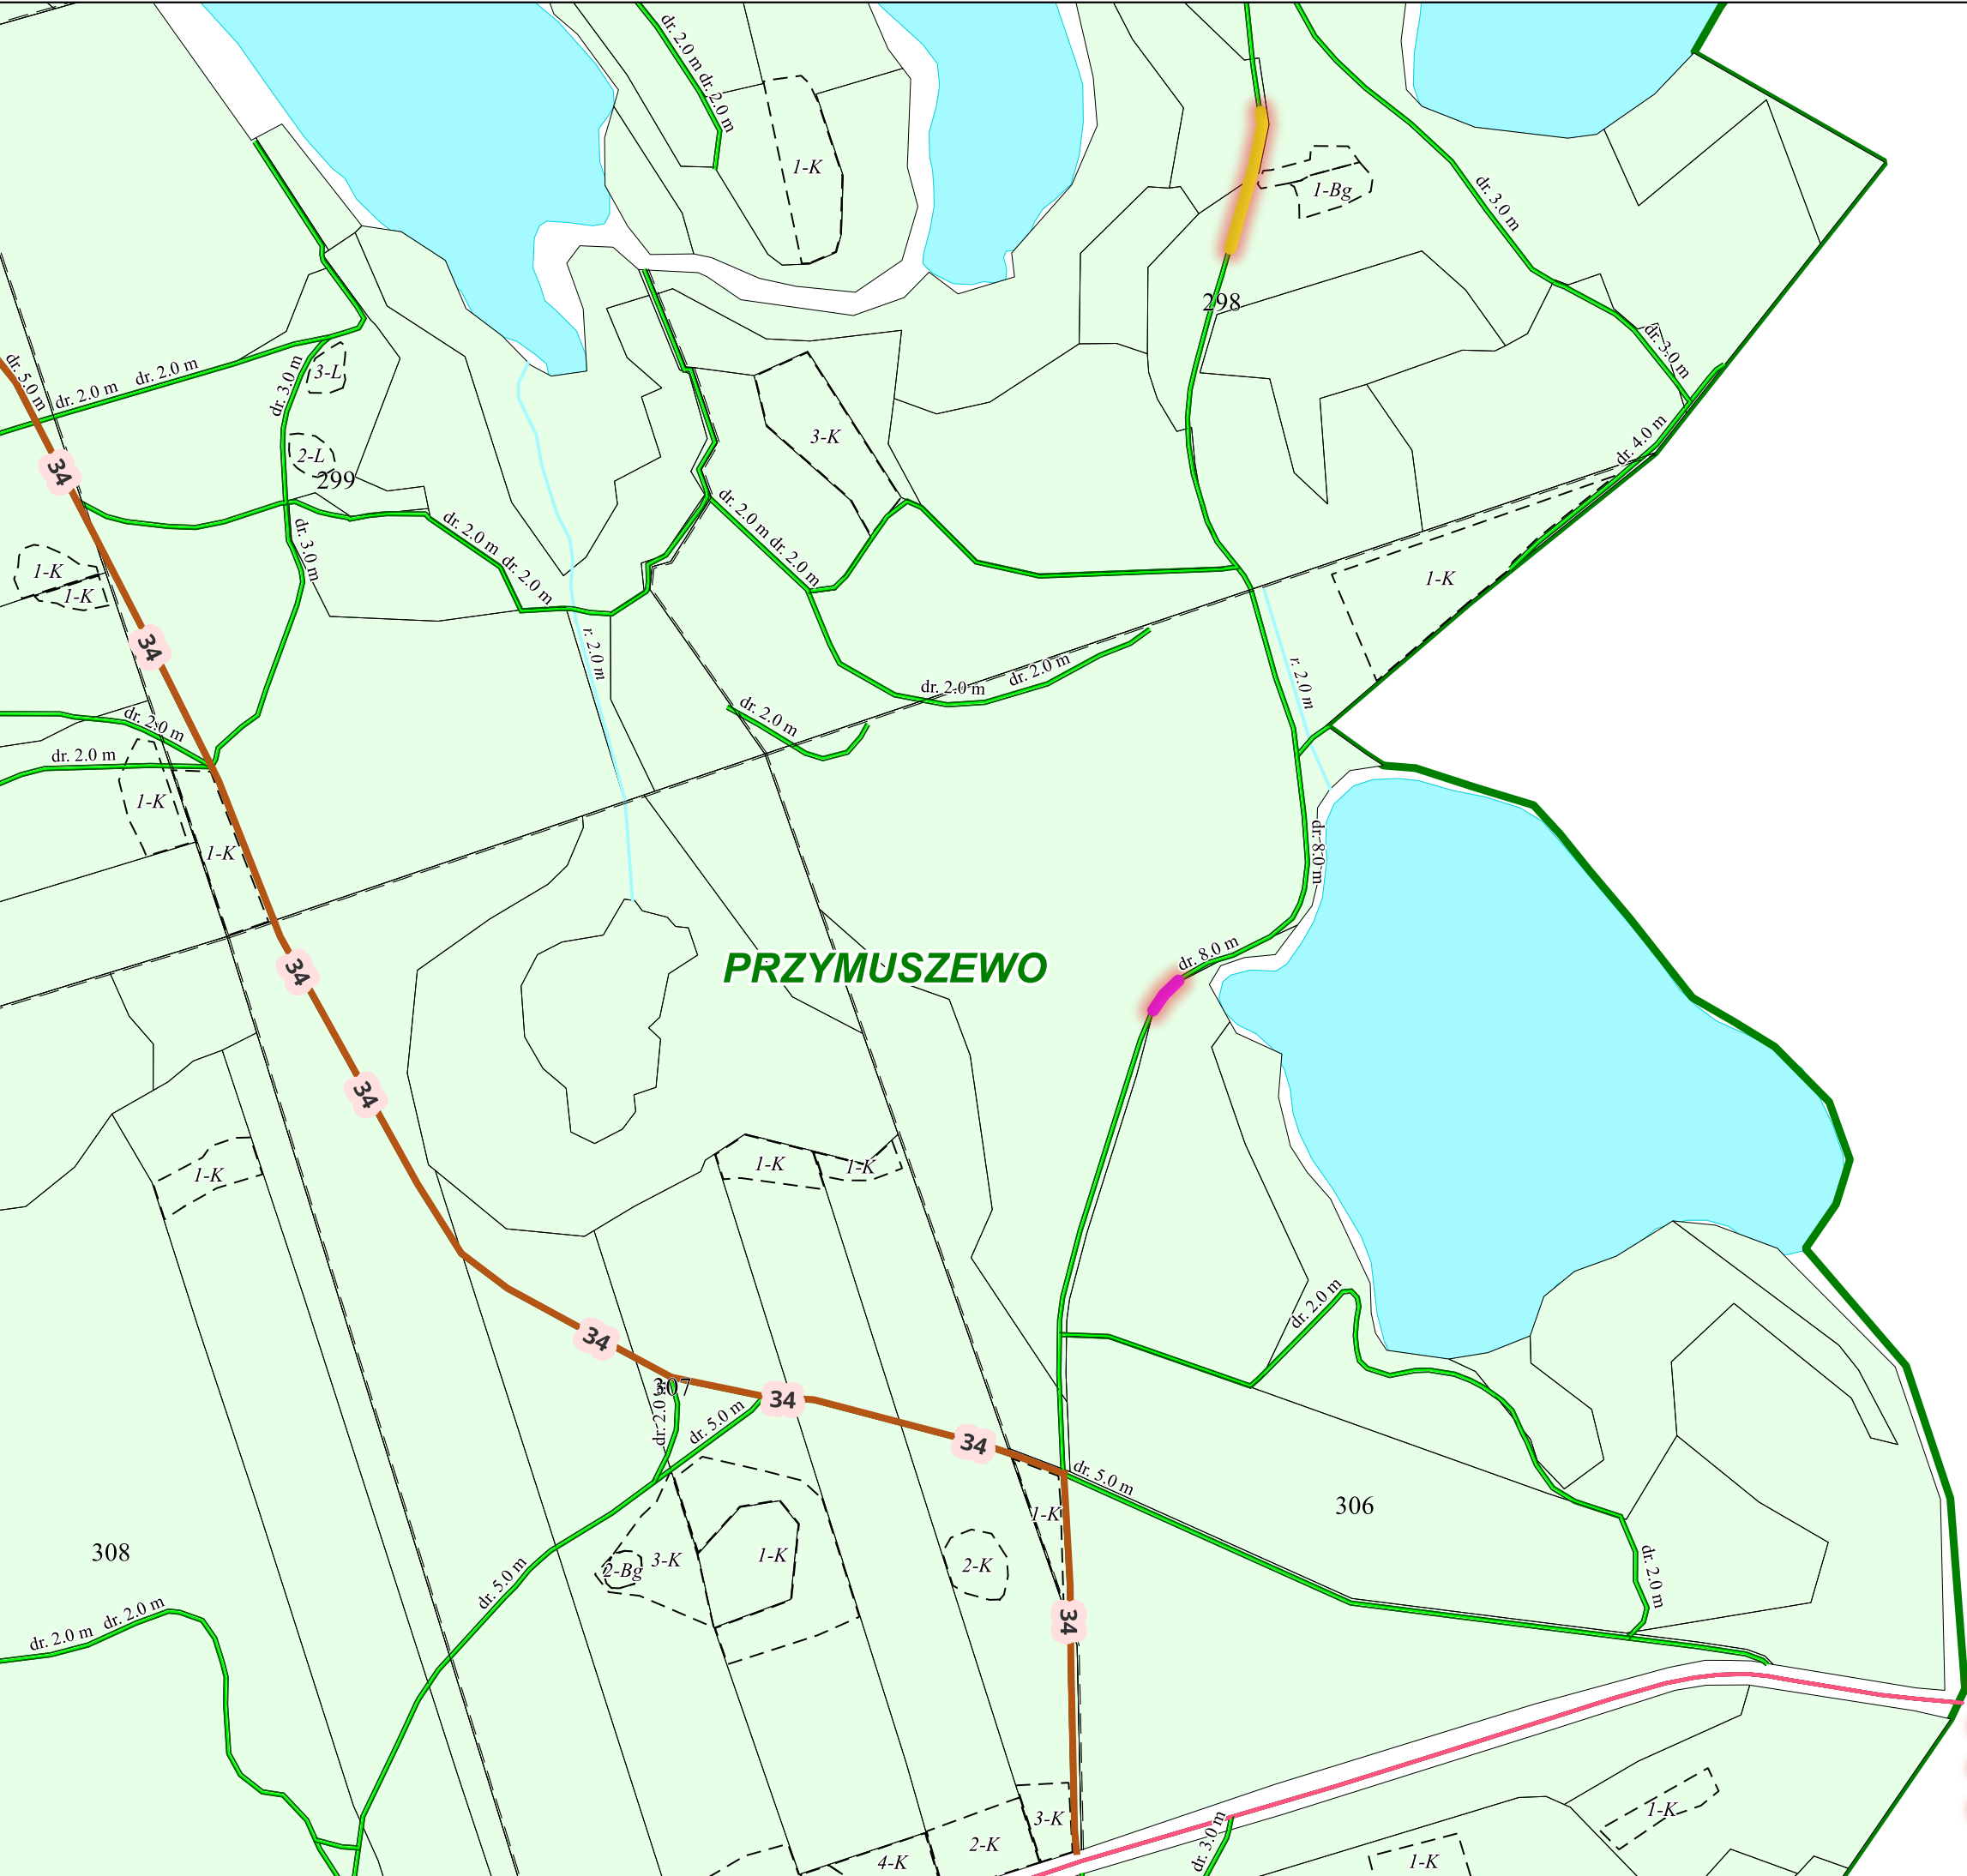 dr. 2.0 m
dr. 2.0 m
1-K
1-Bg
dr. 3.0 m
298
dr. 3.0 m
dr. 5.0 m
dr. 2.0 m
dr. 2.0 m
dr. 3.0 m
3-L
3-K
dr. 4.0 m
34
2-L
299
dr. 3.0 m
dr. 2.0 m
dr. 2.0 m
dr. 2.0 m
dr. 2.0 m
1-K
1-K
1-K
34
r. 2.0 m
r. 2.0 m
dr. 2.0 m
dr. 2.0 m
dr. 2.0 m
dr. 2.0 m
dr. 2.0 m
1-K
1-K
dr. 8.0 m
dr. 8.0 m
PRZYMUSZEWO
34
34
1-K
1-K
1-K
34
dr. 2.0 m
307
34
dr. 2.0 m
dr. 5.0 m
34
dr. 5.0 m
1-K
306
308
dr. 5.0 m
2-Bg
3-K
1-K
2-K
dr. 2.0 m
dr. 2.0 m
dr. 2.0 m
34
3-K
2-K
4-K
dr. 3.0 m
1-K
1-K